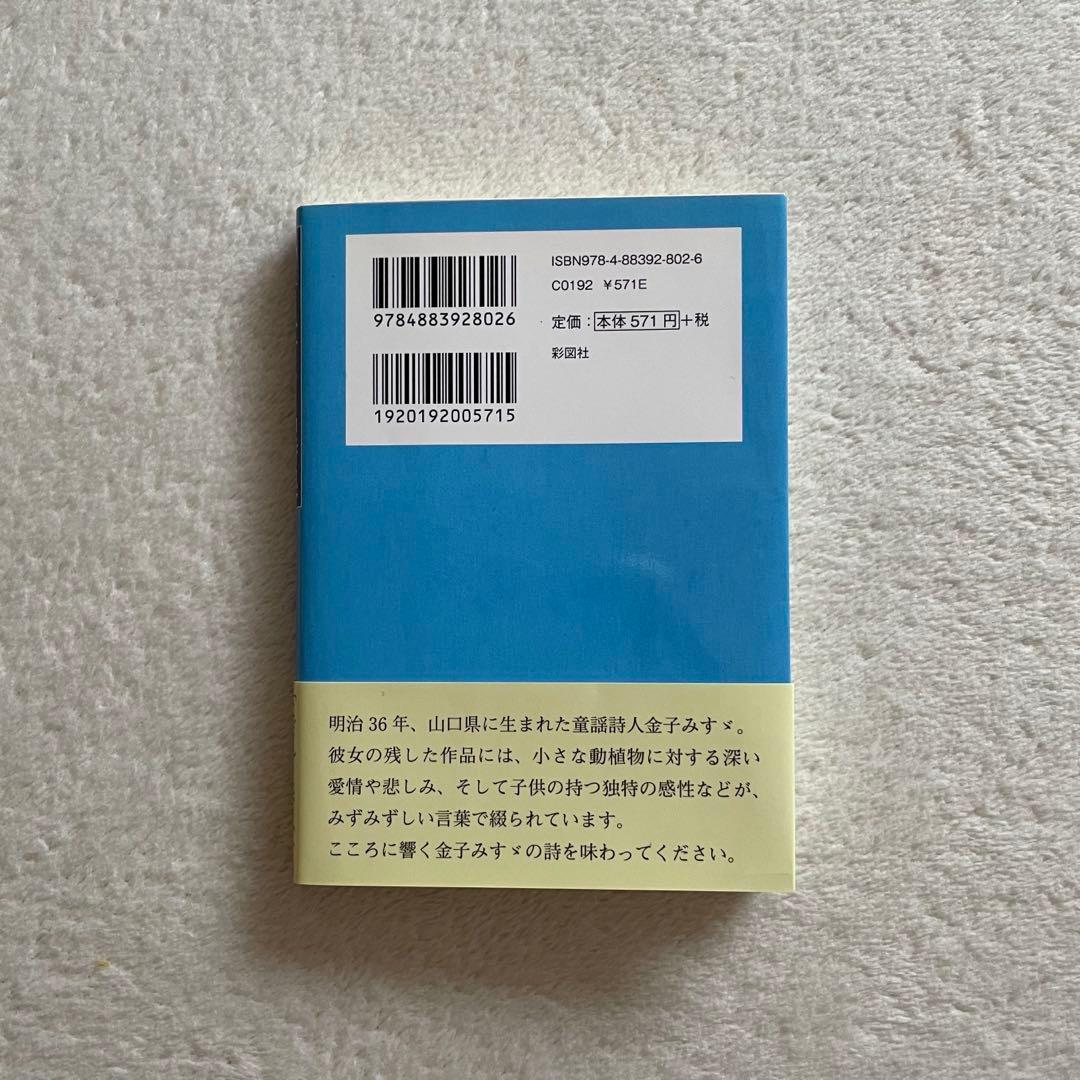 ISBN978-4-88392-802-6
C0192 ¥571E
定価：本体571円+税
彩図社
9784883928026
1920192005715
明治36年、山口県に生まれた童謡詩人金子みすゞ。
彼女の残した作品には、小さな動植物に対する深い
愛情や悲しみ、そして子供の持つ独特の感性などが、
みずみずしい言葉で綴られています。
こころに響く金子みすゞの詩を味わってください。